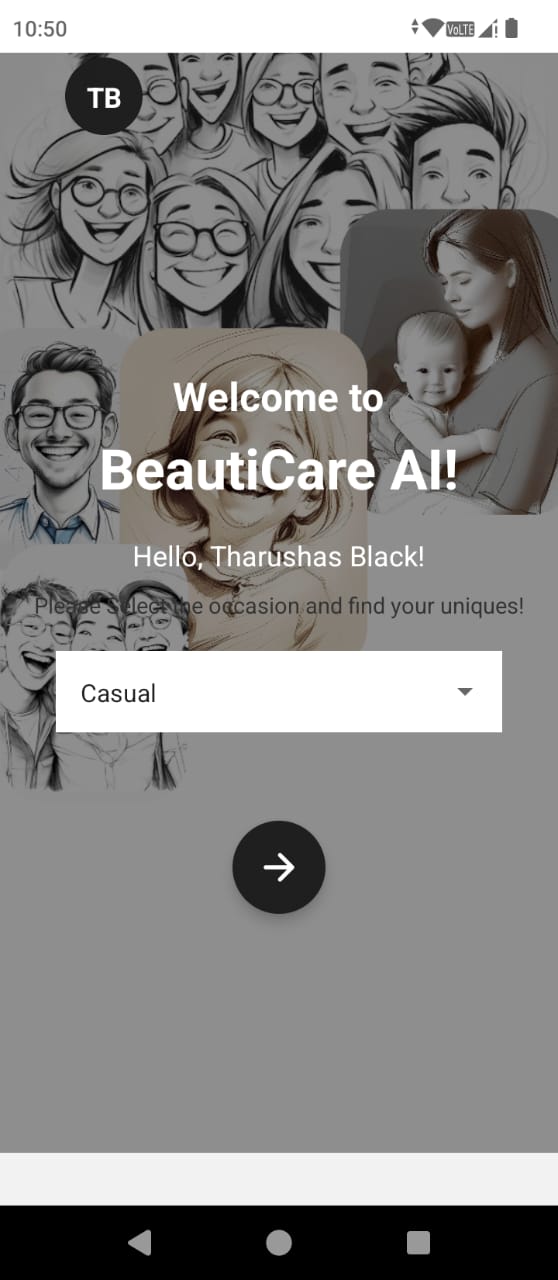 10:50
VoLTE
TB
Welcome to
BeautiCare AI!
Hello, Tharushas Black!
Please Select the occasion and find your uniques!
Casual